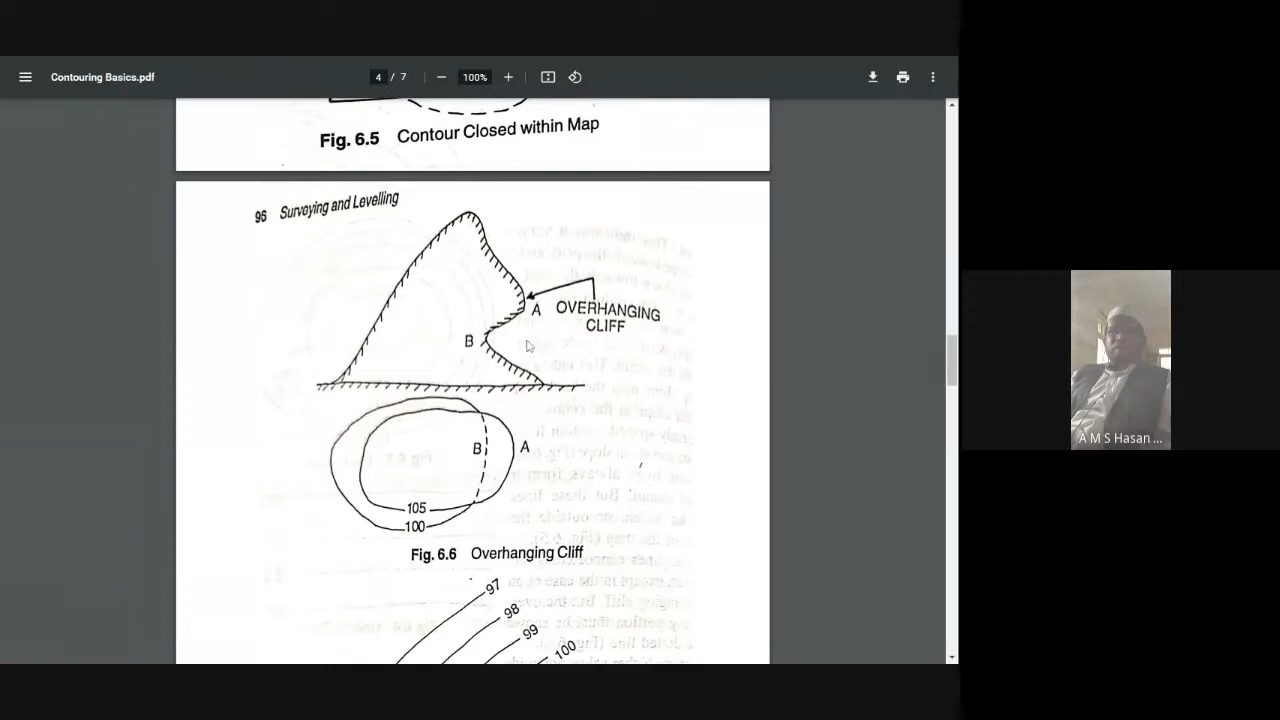 Contouring Basics.pdf
4 / 7
100%
Fig. 6.5 Contour Closed within Map
96 Surveying and Levelling
A
OVERHANGING
CLIFF
B
B
A
105
100
Fig. 6.6 Overhanging Cliff
97
98
99
100
A M S Hasan ...